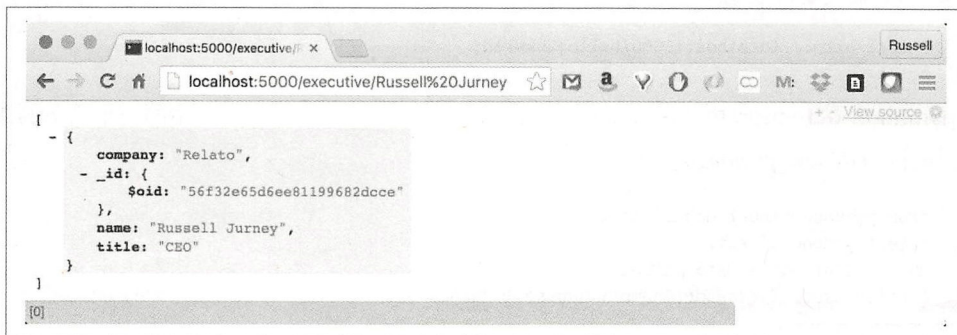 localhost:5000/executive/ ×
Russell
localhost:5000/executive/Russell%20Jurney
+ - View source
[
- {
company: "Relato",
- _id: {
$oid: "56f32e65d6ee81199682dcce"
},
name: "Russell Jurney",
title: "CEO"
}
]
[0]